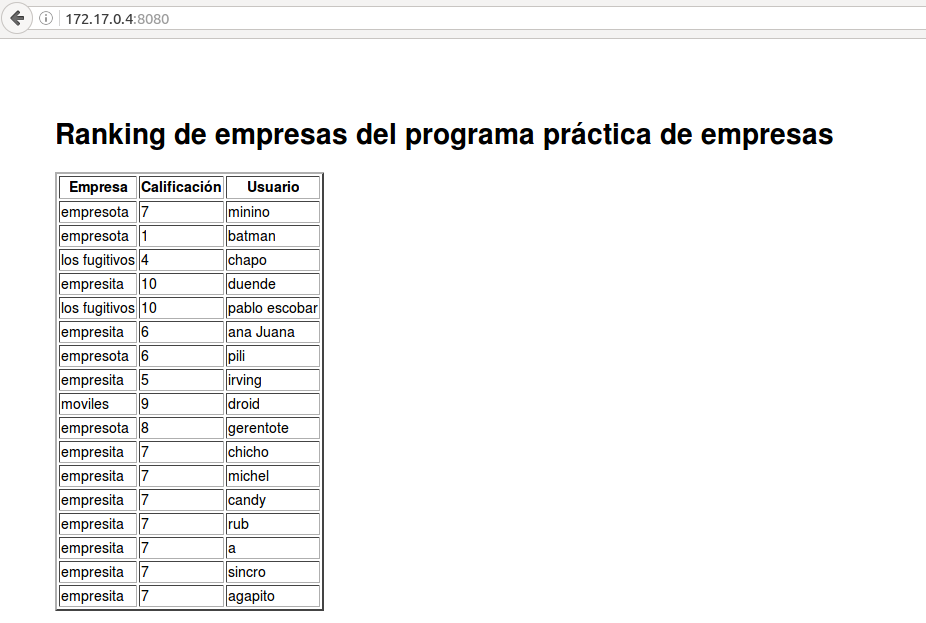 172.17.0.4:8080
Ranking de empresas del programa práctica de empresas
Empresa Calificación Usuario
empresota 7 minino
empresota 1 batman
los fugitivos 4 chapo
empresita 10 duende
los fugitivos 10 pablo escobar
empresita 6 ana Juana
empresota 6 pili
empresita 5 irving
moviles 9 droid
empresota 8 gerentote
empresita 7 chicho
empresita 7 michel
empresita 7 candy
empresita 7 rub
empresita 7 a
empresita 7 sincro
empresita 7 agapito